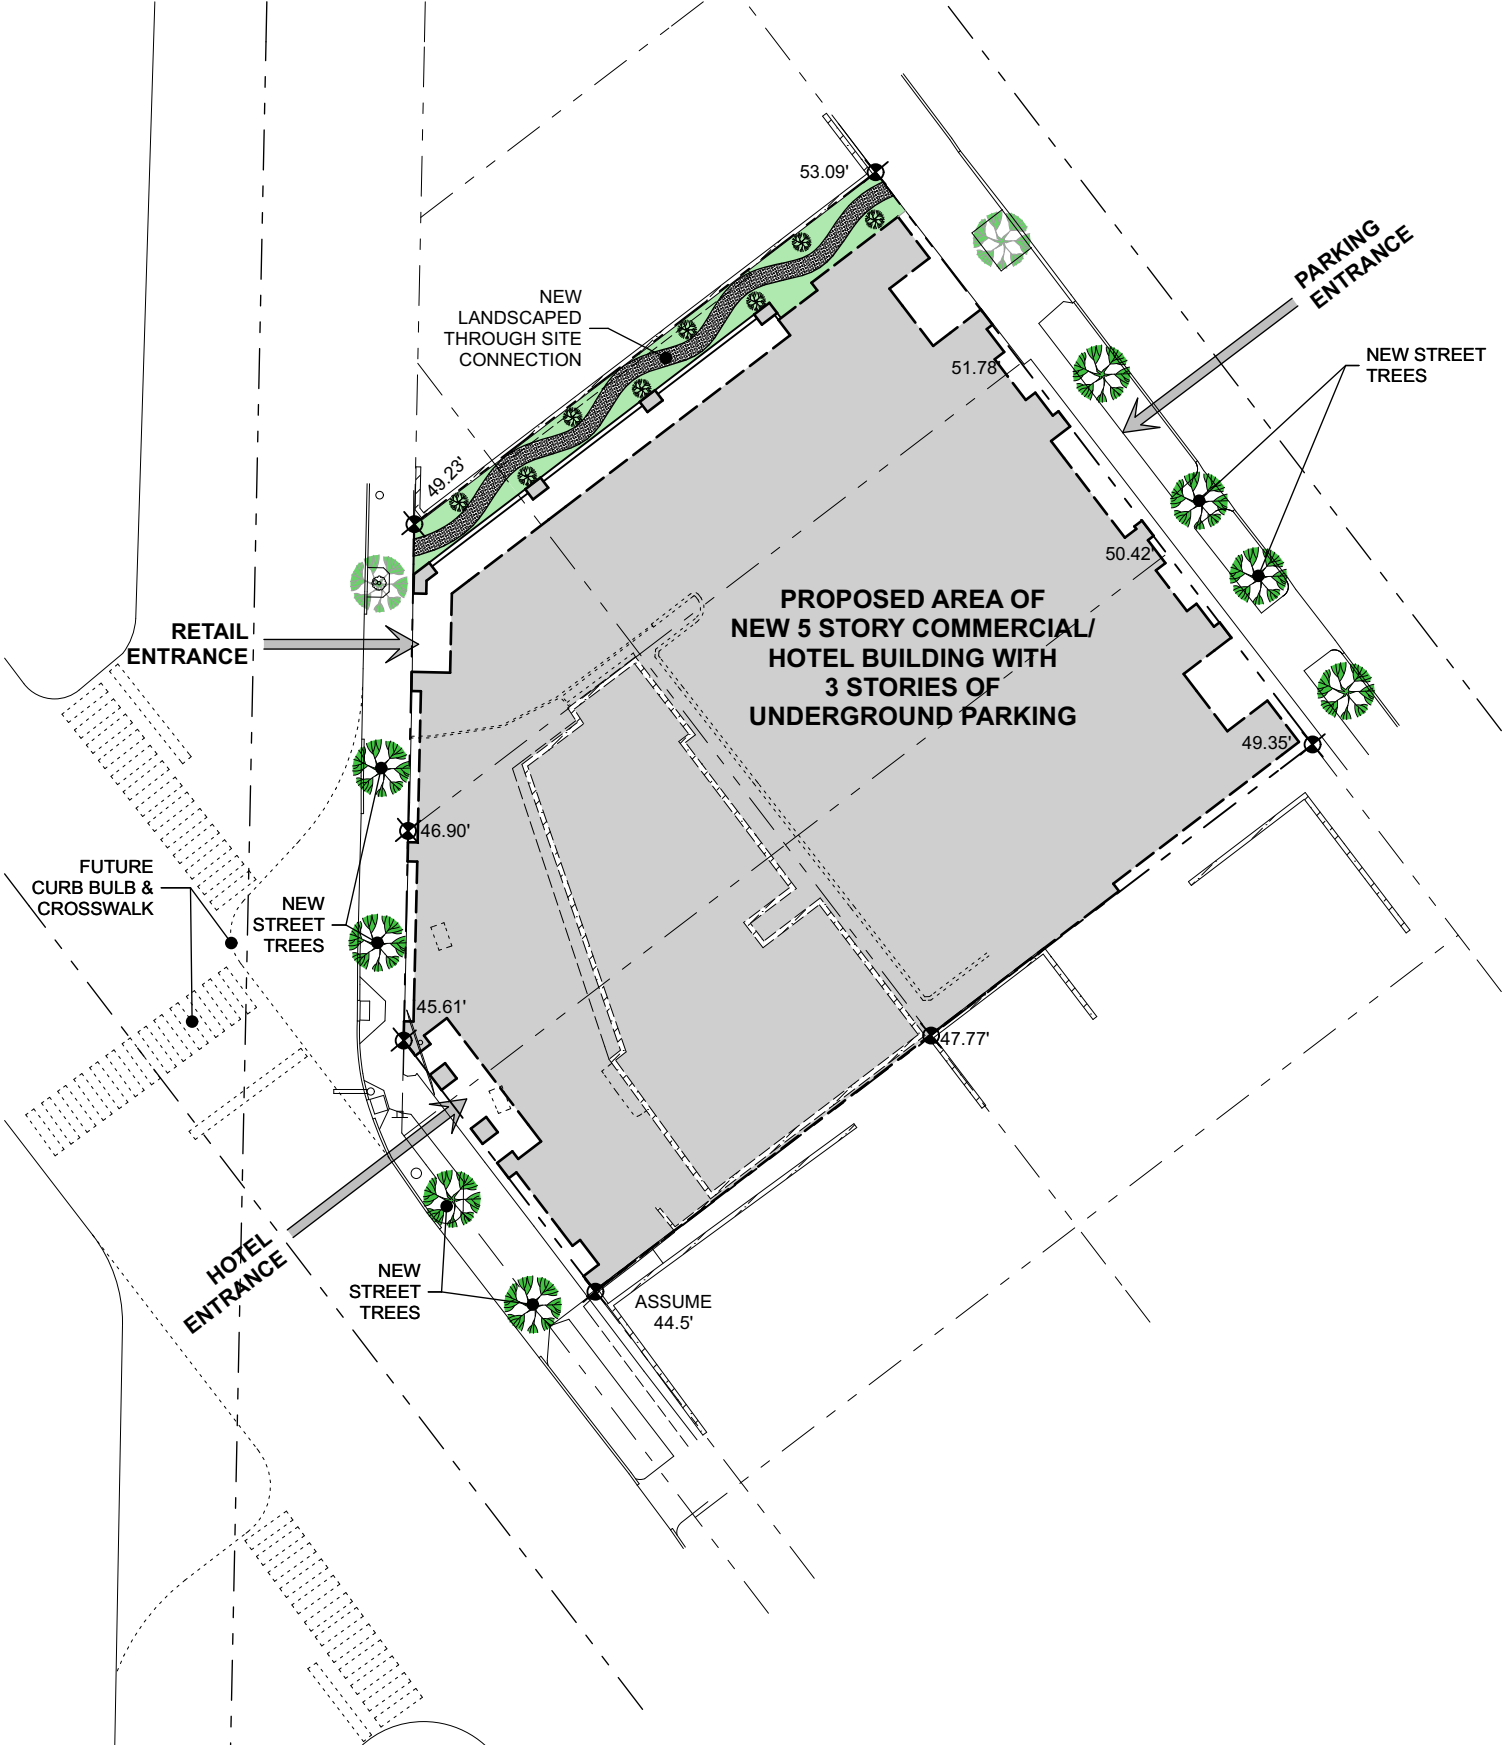 53.09'
PARKING
ENTRANCE
NEW
LANDSCAPED
THROUGH SITE
CONNECTION
51.78'
NEW STREET
TREES
49.23'
50.42'
RETAIL
ENTRANCE
PROPOSED AREA OF
NEW 5 STORY COMMERCIAL/
HOTEL BUILDING WITH
3 STORIES OF
UNDERGROUND PARKING
49.35'
46.90'
FUTURE
CURB BULB &
CROSSWALK
NEW
STREET
TREES
45.61'
47.77'
HOTEL
ENTRANCE
NEW
STREET
TREES
ASSUME
44.5'